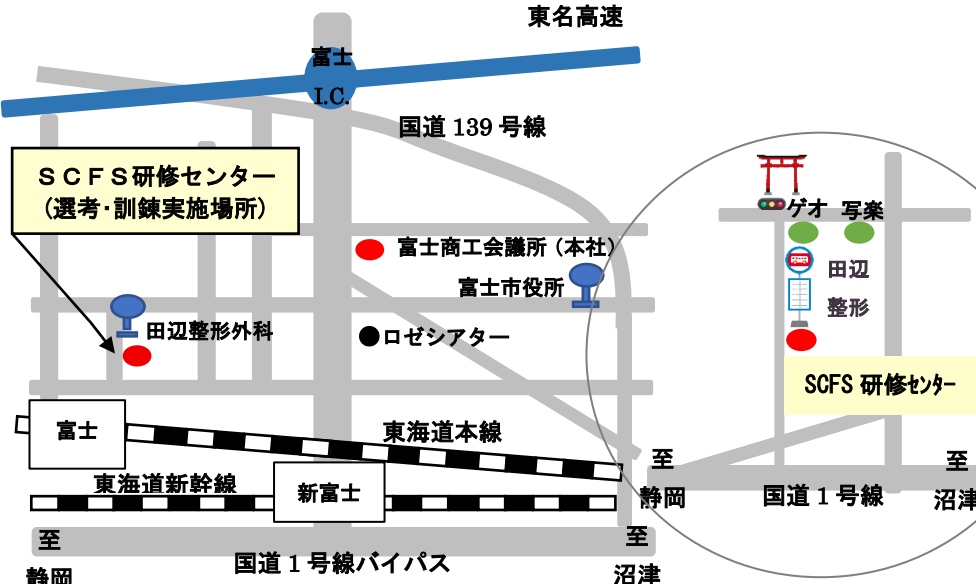 東名高速
富士
I.C.
国道 139 号線
ＳＣＦＳ研修センター
(選考･訓練実施場所)
富士商工会議所（本社）
富士市役所
田辺整形外科
ロゼシアター
富士
東海道本線
東海道新幹線
新富士
至
静岡
国道 1 号線バイパス
至
沼津
ゲオ 写楽
田辺
整形
SCFS 研修ｾﾝﾀｰ
至
静岡
国道 1 号線
至
沼津